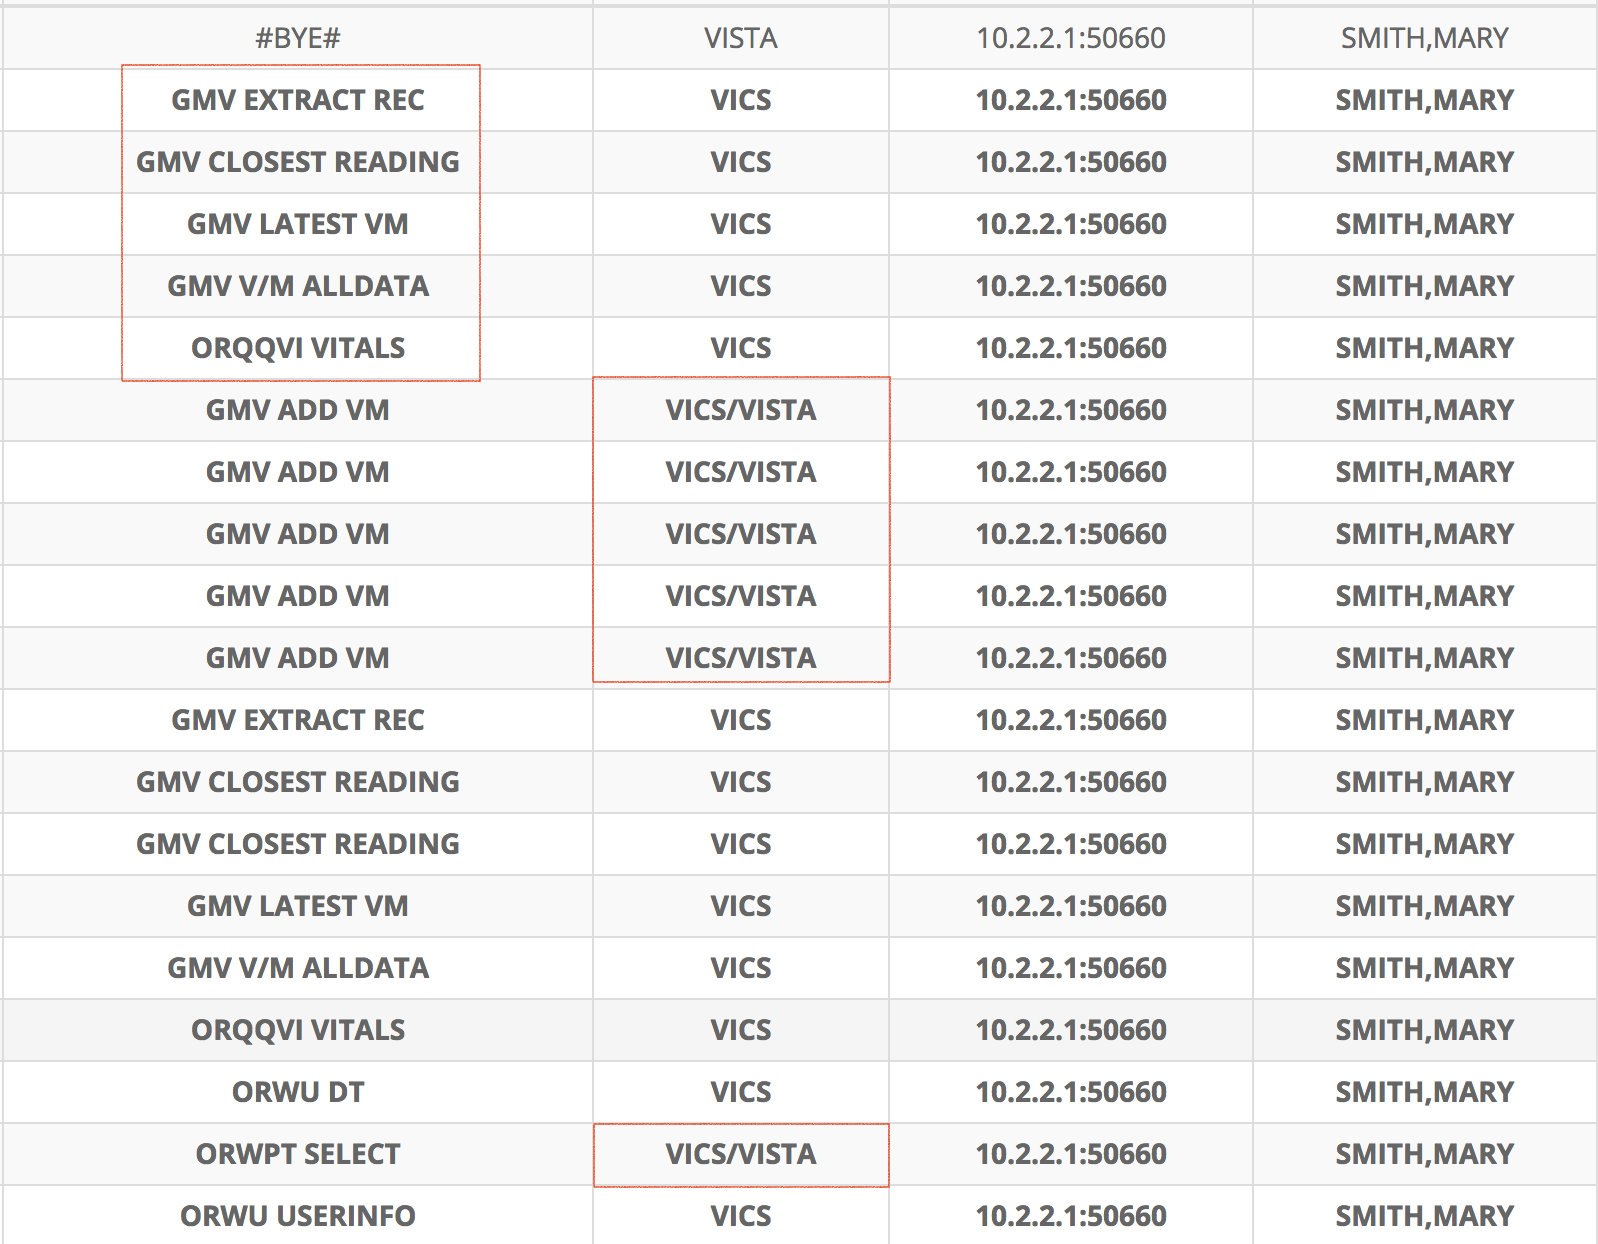 #BYE# VISTA 10.2.2.1:50660 SMITH,MARY
GMV EXTRACT REC VICS 10.2.2.1:50660 SMITH,MARY
GMV CLOSEST READING VICS 10.2.2.1:50660 SMITH,MARY
GMV LATEST VM VICS 10.2.2.1:50660 SMITH,MARY
GMV V/M ALLDATA VICS 10.2.2.1:50660 SMITH,MARY
ORQQVI VITALS VICS 10.2.2.1:50660 SMITH,MARY
GMV ADD VM VICS/VISTA 10.2.2.1:50660 SMITH,MARY
GMV ADD VM VICS/VISTA 10.2.2.1:50660 SMITH,MARY
GMV ADD VM VICS/VISTA 10.2.2.1:50660 SMITH,MARY
GMV ADD VM VICS/VISTA 10.2.2.1:50660 SMITH,MARY
GMV ADD VM VICS/VISTA 10.2.2.1:50660 SMITH,MARY
GMV EXTRACT REC VICS 10.2.2.1:50660 SMITH,MARY
GMV CLOSEST READING VICS 10.2.2.1:50660 SMITH,MARY
GMV CLOSEST READING VICS 10.2.2.1:50660 SMITH,MARY
GMV LATEST VM VICS 10.2.2.1:50660 SMITH,MARY
GMV V/M ALLDATA VICS 10.2.2.1:50660 SMITH,MARY
ORQQVI VITALS VICS 10.2.2.1:50660 SMITH,MARY
ORWU DT VICS 10.2.2.1:50660 SMITH,MARY
ORWPT SELECT VICS/VISTA 10.2.2.1:50660 SMITH,MARY
ORWU USERINFO VICS 10.2.2.1:50660 SMITH,MARY